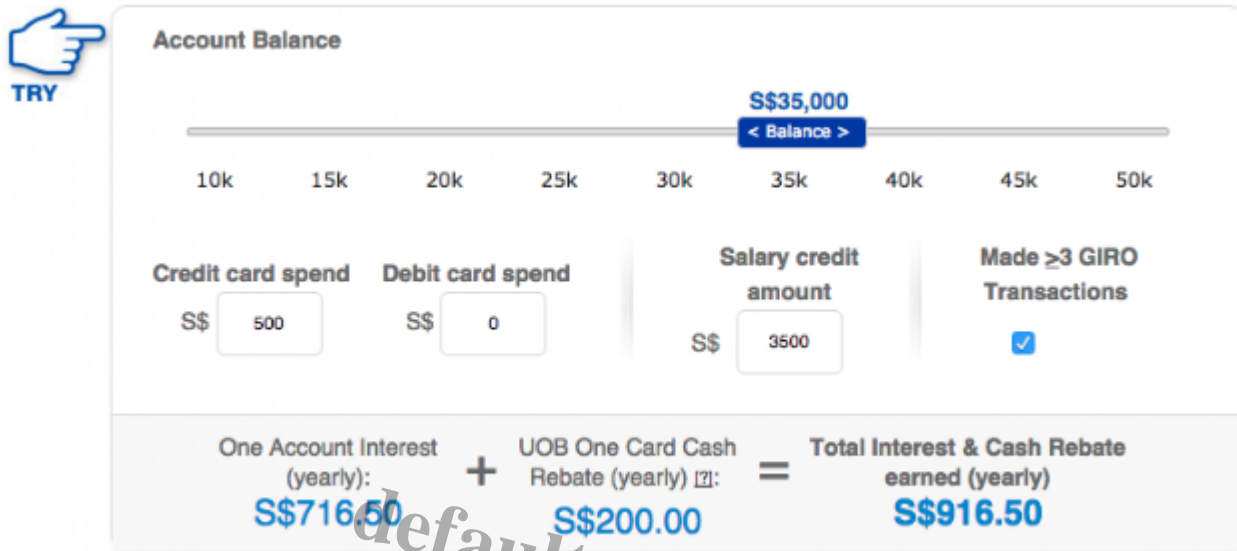 TRY
Account Balance
S$35,000
< Balance >
10k 15k 20k 25k 30k 35k 40k 45k 50k
Credit card spend
S$ 500
Debit card spend
S$ 0
Salary credit
amount
S$ 3500
Made ≥3 GIRO
Transactions
One Account Interest
(yearly):
S$716.50
+
UOB One Card Cash
Rebate (yearly) [?]:
S$200.00
=
Total Interest & Cash Rebate
earned (yearly)
S$916.50
default